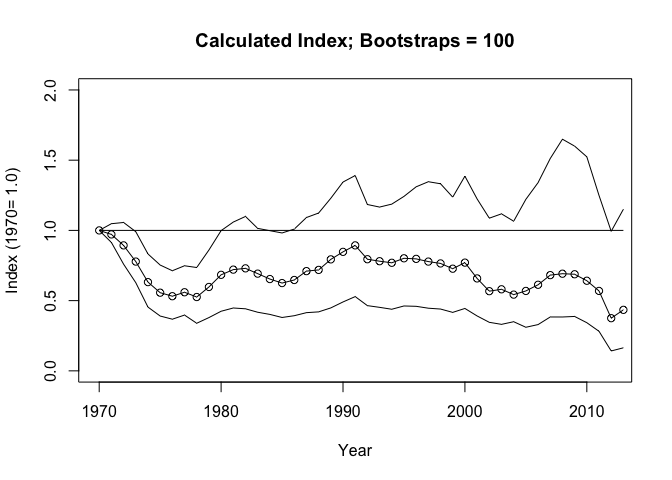 Calculated Index; Bootstraps = 100
Index (1970= 1.0)
2.0
1.5
1.0
0.5
0.0
1970 1980 1990 2000 2010
Year